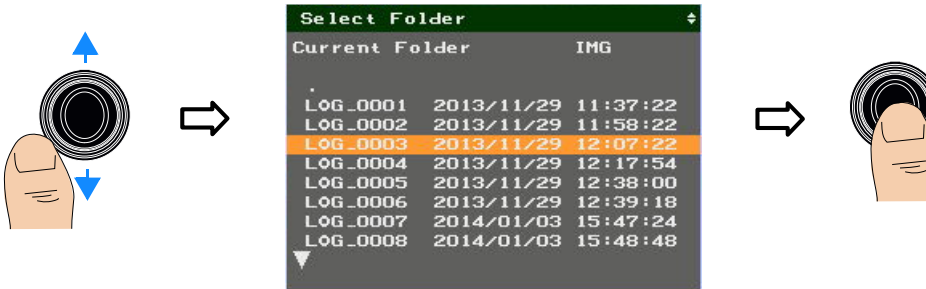 Select Folder
Current Folder IMG
.
LOG_0001 2013/11/29 11:37:22
LOG_0002 2013/11/29 11:58:22
LOG_0003 2013/11/29 12:07:22
LOG_0004 2013/11/29 12:17:54
LOG_0005 2013/11/29 12:38:00
LOG_0006 2013/11/29 12:39:18
LOG_0007 2014/01/03 15:47:24
LOG_0008 2014/01/03 15:48:48